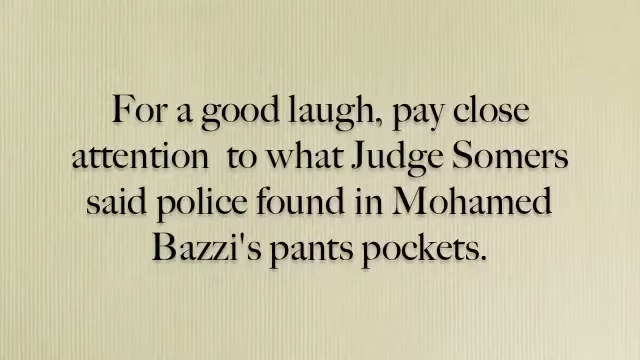 For a good laugh, pay close
attention  to what Judge Somers
said police found in Mohamed
Bazzi's pants pockets.